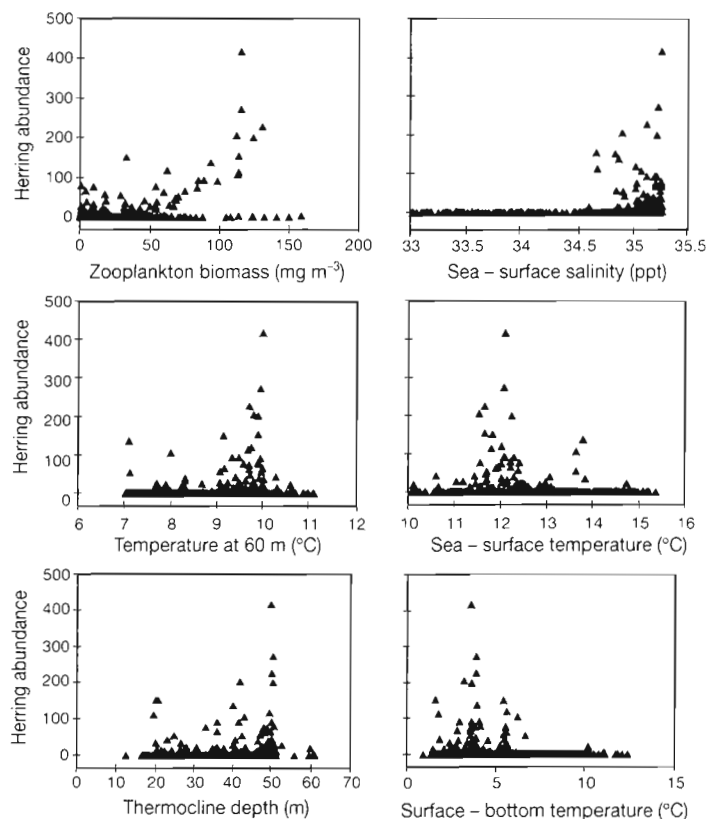 500
400
300
200
100
0
Herring abundance
0 50 100 150 200
Zooplankton biomass (mg m⁻³)
33 33.5 34 34.5 35 35.5
Sea – surface salinity (ppt)
500
400
300
200
100
0
Herring abundance
6 7 8 9 10 11 12
Temperature at 60 m (°C)
10 11 12 13 14 15 16
Sea – surface temperature (°C)
500
400
300
200
100
0
Herring abundance
0 10 20 30 40 50 60 70
Thermocline depth (m)
0 5 10 15
Surface – bottom temperature (°C)